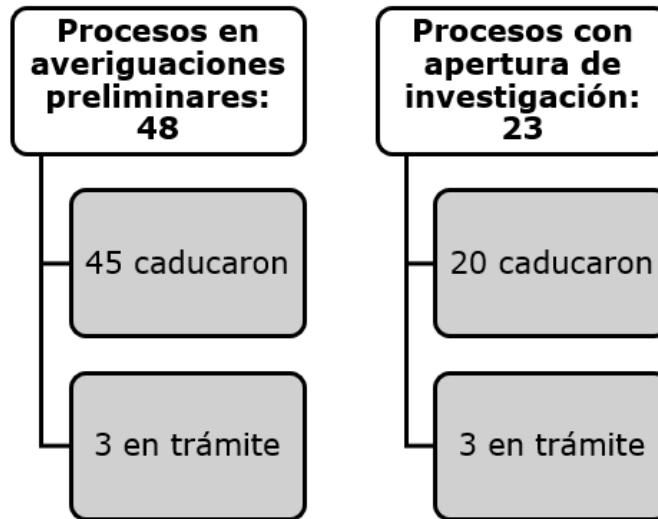 Procesos en
averiguaciones
preliminares:
48
45 caducaron
3 en trámite
Procesos con
apertura de
investigación:
23
20 caducaron
3 en trámite